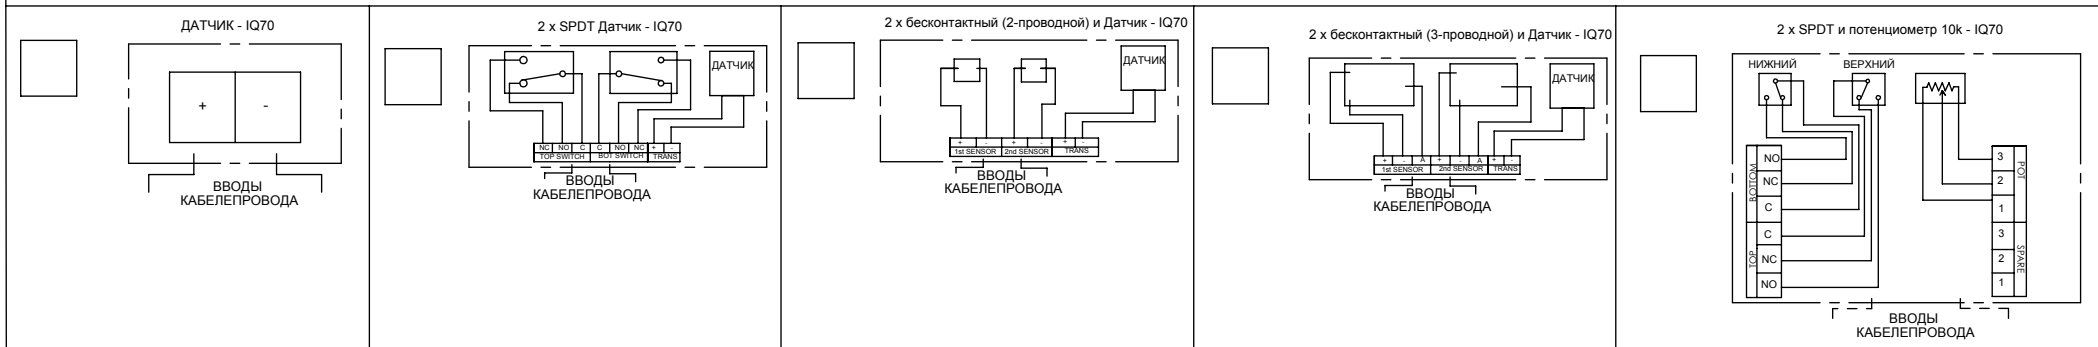 ДАТЧИК - IQ70
+ -
ВВОДЫ
КАБЕЛЕПРОВОДА
2 x SPDT Датчик - IQ70
ДАТЧИК
NC NO C C NO NC + -
TOP SWITCH BOT SWITCH TRANS
ВВОДЫ
КАБЕЛЕПРОВОДА
2 x бесконтактный (2-проводной) и Датчик - IQ70
ДАТЧИК
+ - + - + -
1st SENSOR 2nd SENSOR TRANS
ВВОДЫ
КАБЕЛЕПРОВОДА
2 x бесконтактный (3-проводной) и Датчик - IQ70
ДАТЧИК
+ - A + - A + -
1st SENSOR 2nd SENSOR TRANS
ВВОДЫ
КАБЕЛЕПРОВОДА
2 x SPDT и потенциометр 10k - IQ70
НИЖНИЙ ВЕРХНИЙ
BOTTOM
NO
NC
C
TOP
C
NC
NO
3
2
1
POT
3
2
1
SPARE
ВВОДЫ
КАБЕЛЕПРОВОДА